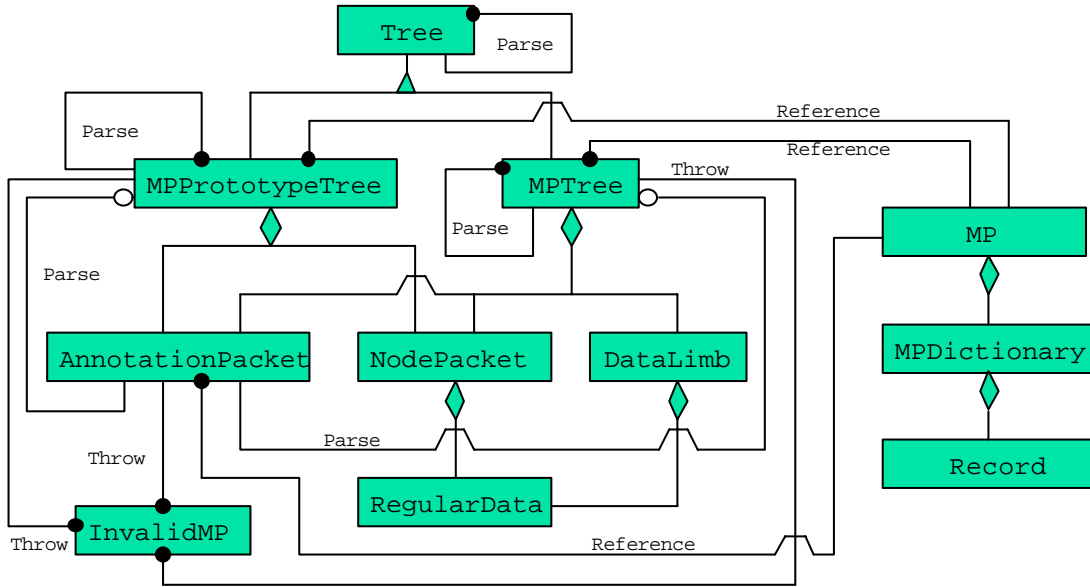 Tree
Parse
Reference
Parse
Reference
Throw
MPPrototypeTree
MPTree
Parse
MP
Parse
AnnotationPacket
NodePacket
DataLimb
MPDictionary
Parse
Throw
Record
RegularData
InvalidMP
Throw
Reference